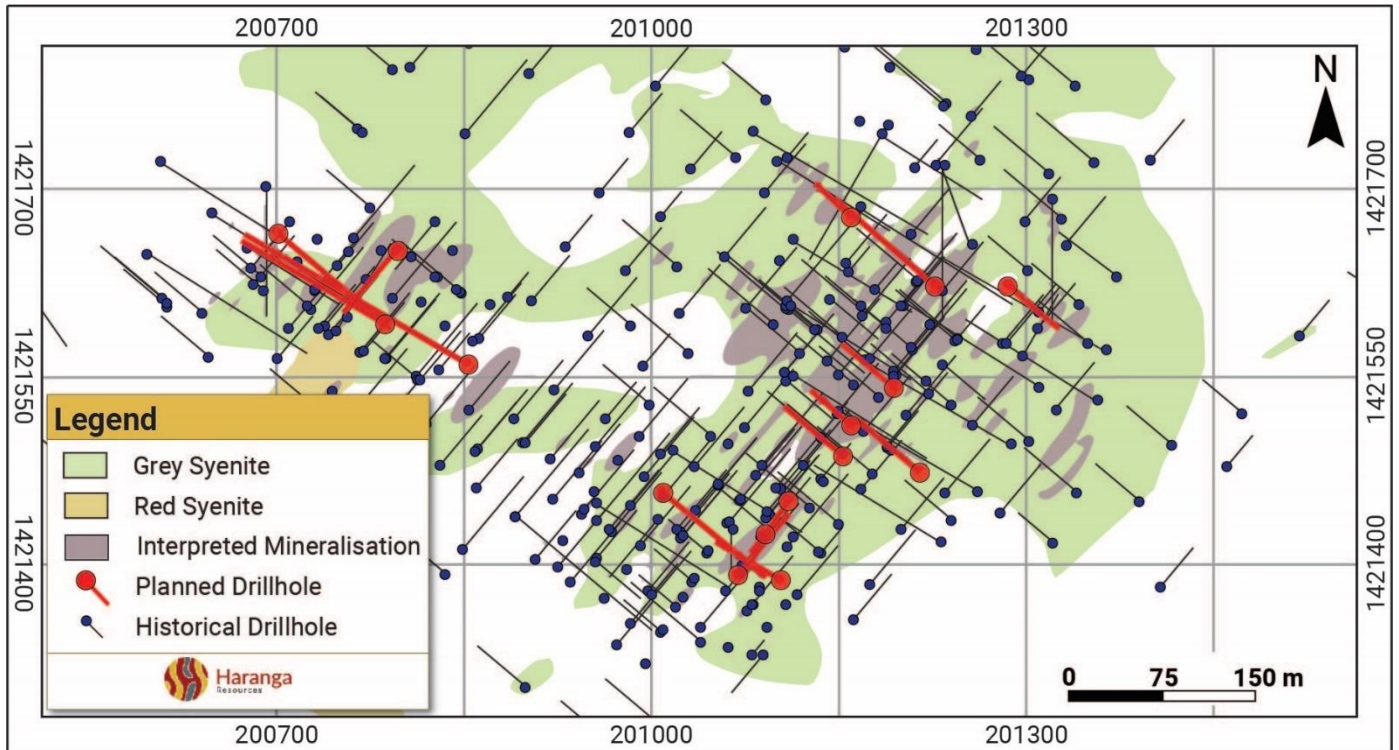 200700 201000 201300
N
1421700 1421700
1421550 1421550
1421400 1421400
Legend
Grey Syenite
Red Syenite
Interpreted Mineralisation
Planned Drillhole
Historical Drillhole
Haranga
Resources
0 75 150 m
200700 201000 201300